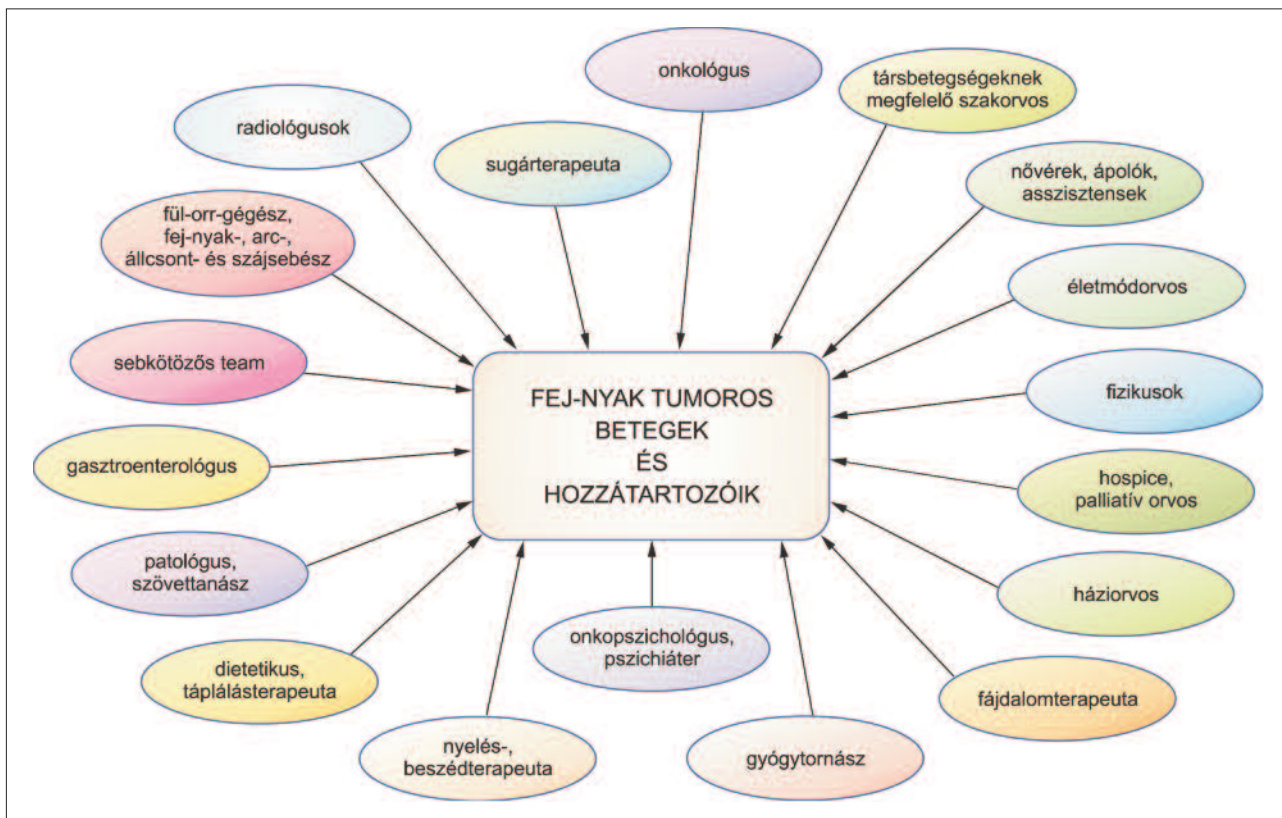 onkológus
társbetegségeknek
megfelelő szakorvos
radiológusok
sugárterapeuta
nővérek, ápolók,
asszisztensek
fül-orr-gégész,
fej-nyak-, arc-,
állcsont- és szájsebész
életmódorvos
sebkötözős team
fizikusok
FEJ-NYAK TUMOROS
BETEGEK
ÉS
HOZZÁTARTOZÓIK
gasztroenterológus
hospice,
palliatív orvos
patológus,
szövettanász
háziorvos
onkopszichológus,
pszichiáter
dietetikus,
táplálásterapeuta
fájdalomterapeuta
nyelés-,
beszédterapeuta
gyógytornász